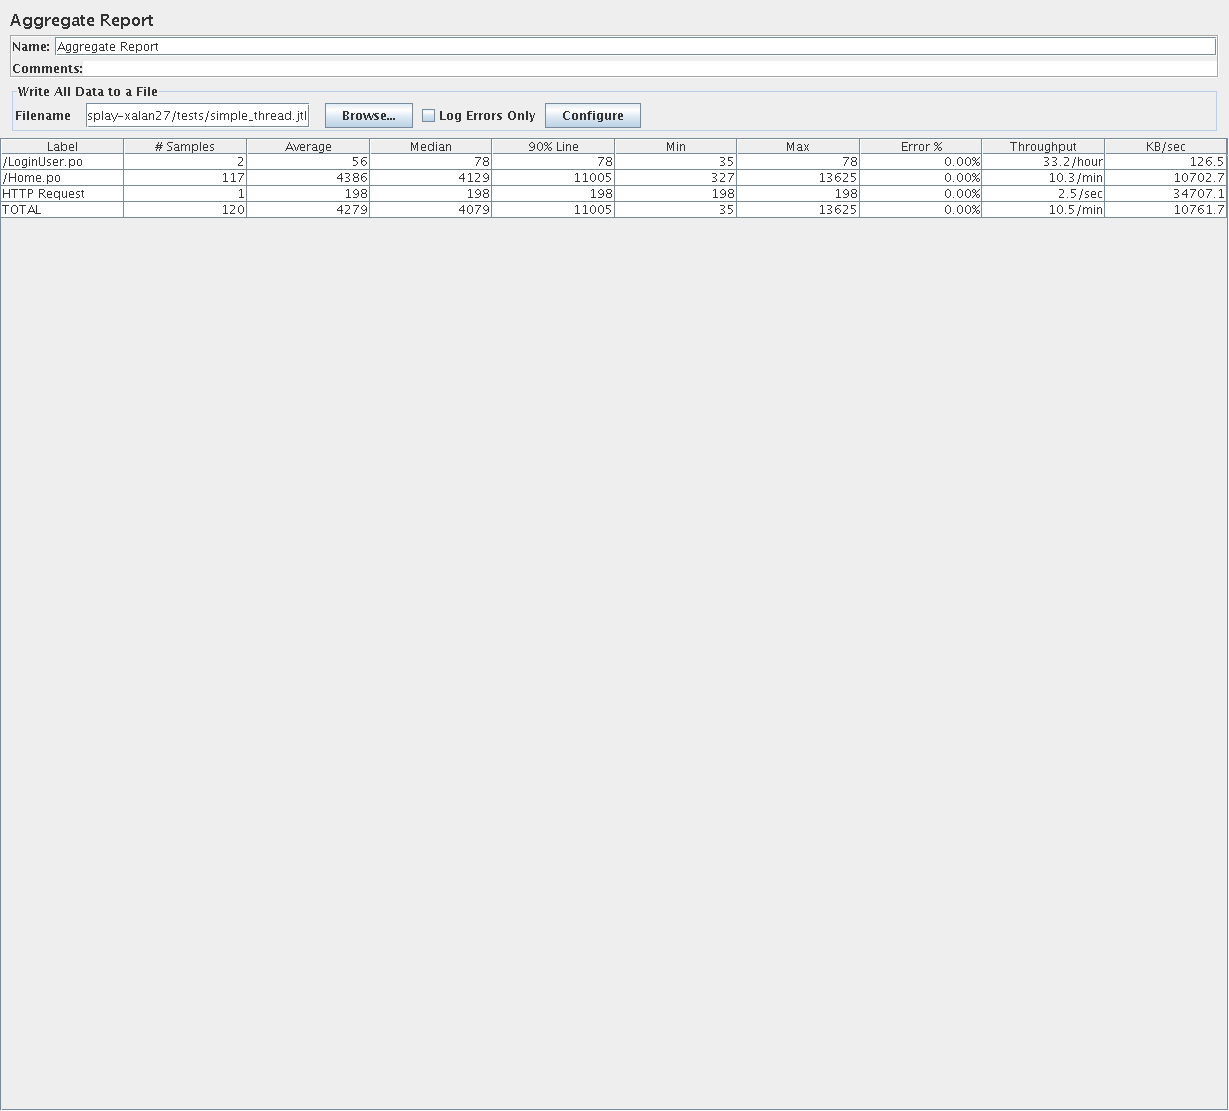 Aggregate Report
Name: Aggregate Report
Comments:
Write All Data to a File
Filename splay-xalan27/tests/simple_thread.jtl Browse... Log Errors Only Configure
Label # Samples Average Median 90% Line Min Max Error % Throughput KB/sec
/LoginUser.po 2 56 78 78 35 78 0.00% 33.2/hour 126.5
/Home.po 117 4386 4129 11005 327 13625 0.00% 10.3/min 10702.7
HTTP Request 1 198 198 198 198 198 0.00% 2.5/sec 34707.1
TOTAL 120 4279 4079 11005 35 13625 0.00% 10.5/min 10761.7